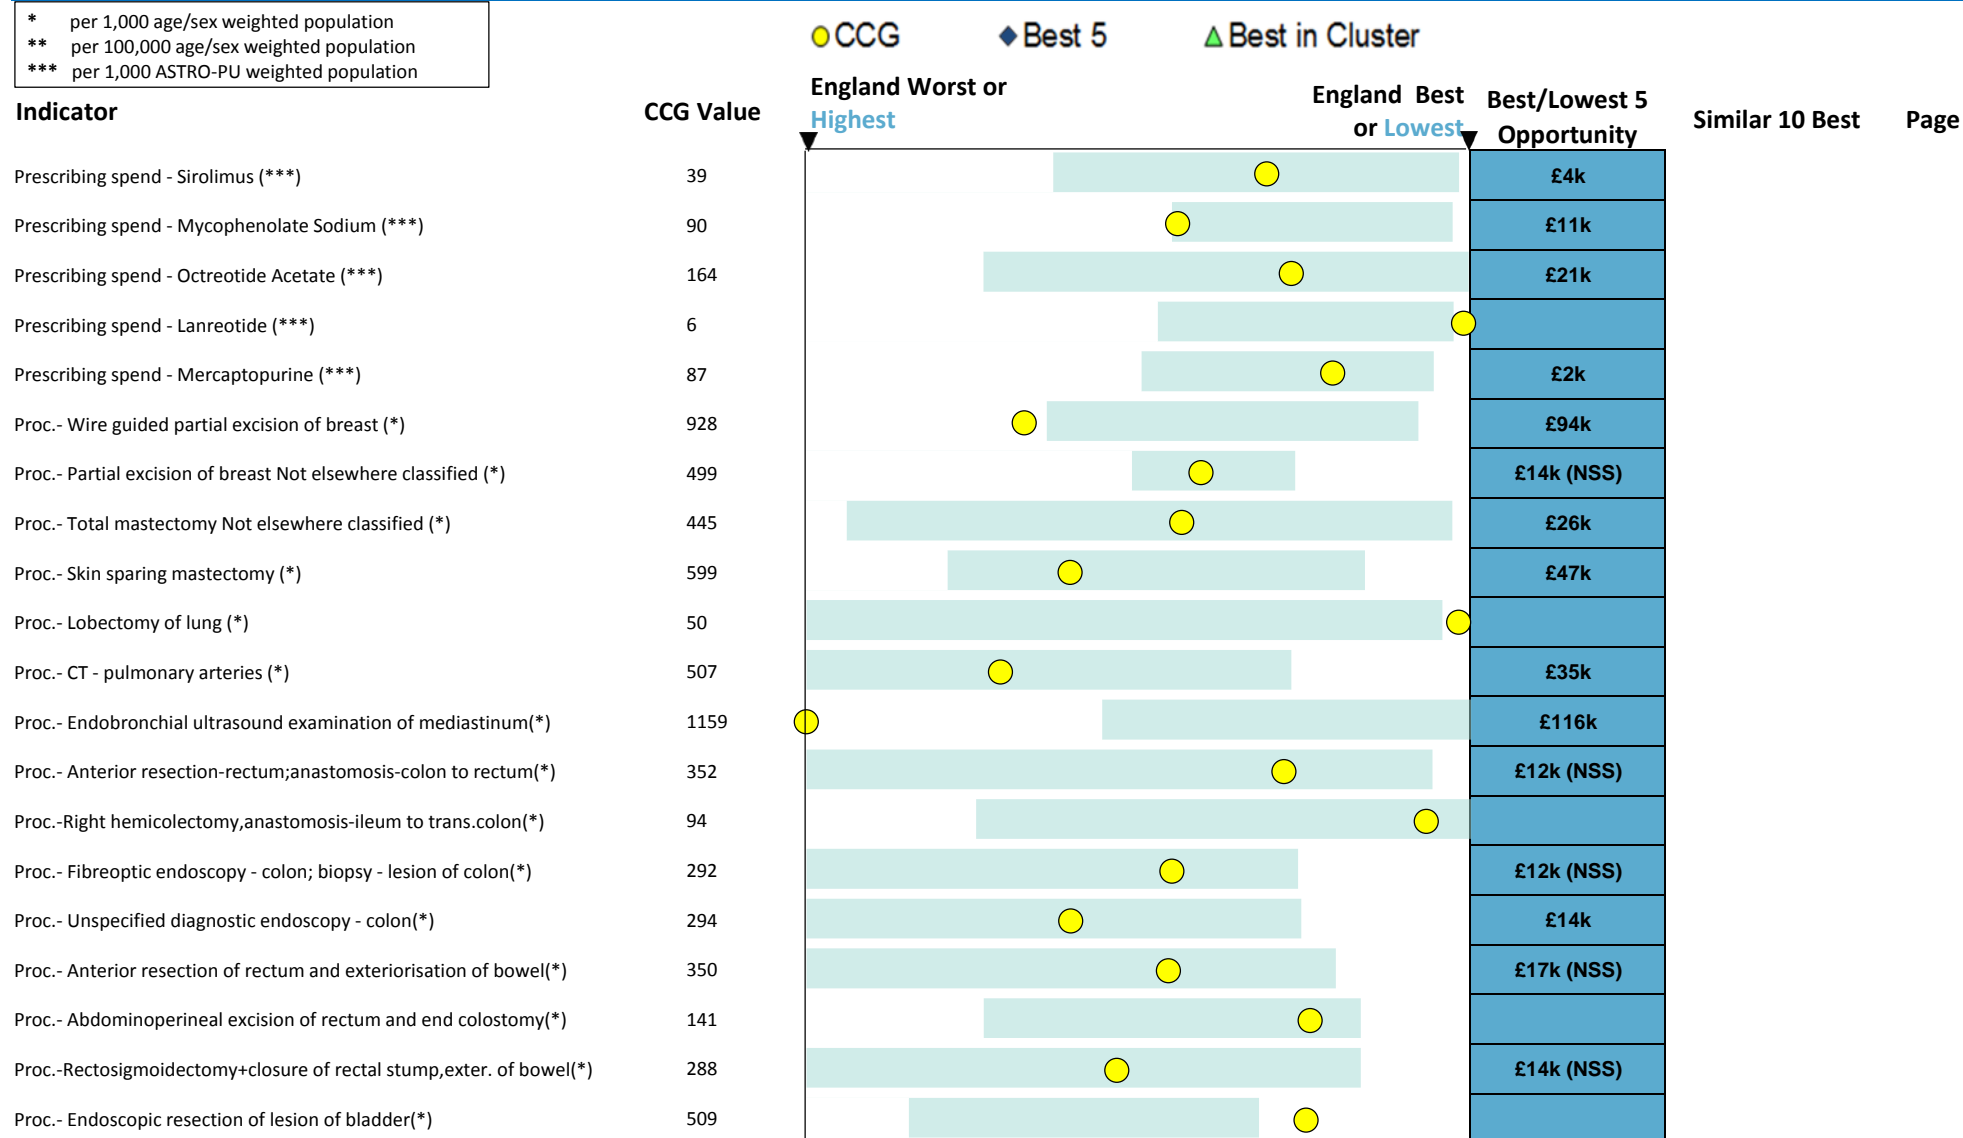 * per 1,000 age/sex weighted population
** per 100,000 age/sex weighted population
*** per 1,000 ASTRO-PU weighted population
CCG Best 5 Best in Cluster
Indicator CCG Value England Worst or Highest England Best or Lowest Best/Lowest 5 Opportunity Similar 10 Best Page
Prescribing spend - Sirolimus (***) 39 £4k
Prescribing spend - Mycophenolate Sodium (***) 90 £11k
Prescribing spend - Octreotide Acetate (***) 164 £21k
Prescribing spend - Lanreotide (***) 6
Prescribing spend - Mercaptopurine (***) 87 £2k
Proc.- Wire guided partial excision of breast (*) 928 £94k
Proc.- Partial excision of breast Not elsewhere classified (*) 499 £14k (NSS)
Proc.- Total mastectomy Not elsewhere classified (*) 445 £26k
Proc.- Skin sparing mastectomy (*) 599 £47k
Proc.- Lobectomy of lung (*) 50
Proc.- CT - pulmonary arteries (*) 507 £35k
Proc.- Endobronchial ultrasound examination of mediastinum(*) 1159 £116k
Proc.- Anterior resection-rectum;anastomosis-colon to rectum(*) 352 £12k (NSS)
Proc.-Right hemicolectomy,anastomosis-ileum to trans.colon(*) 94
Proc.- Fibreoptic endoscopy - colon; biopsy - lesion of colon(*) 292 £12k (NSS)
Proc.- Unspecified diagnostic endoscopy - colon(*) 294 £14k
Proc.- Anterior resection of rectum and exteriorisation of bowel(*) 350 £17k (NSS)
Proc.- Abdominoperineal excision of rectum and end colostomy(*) 141
Proc.-Rectosigmoidectomy+closure of rectal stump,exter. of bowel(*) 288 £14k (NSS)
Proc.- Endoscopic resection of lesion of bladder(*) 509